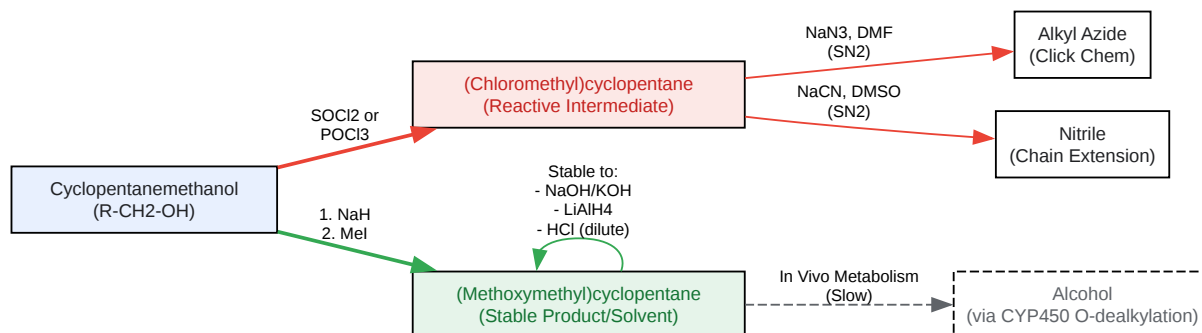 NaN3, DMF
(SN2)
Alkyl Azide
(Click Chem)
(Chloromethyl)cyclopentane
(Reactive Intermediate)
NaCN, DMSO
(SN2)
SOCl2 or
POCl3
Nitrile
(Chain Extension)
Cyclopentanemethanol
(R-CH2-OH)
Stable to:
- NaOH/KOH
- LiAlH4
- HCl (dilute)
1. NaH
2. MeI
(Methoxymethyl)cyclopentane
(Stable Product/Solvent)
In Vivo Metabolism
(Slow)
Alcohol
(via CYP450 O-dealkylation)